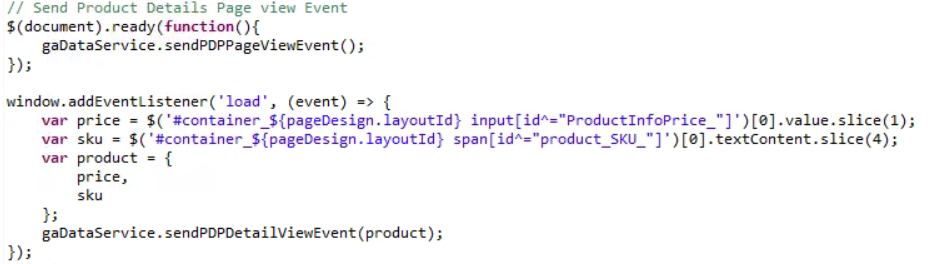 // Send Product Details Page view Event
$(document).ready(function(){
    gaDataService.sendPDPPageViewEvent();
});

window.addEventListener('load', (event) => {
    var price = $('#container_${pageDesign.layoutId} input[id^="ProductInfoPrice_"]')[0].value.slice(1);
    var sku = $('#container_${pageDesign.layoutId} span[id^="product_SKU_"]')[0].textContent.slice(4);
    var product = {
        price,
        sku
    };
    gaDataService.sendPDPDetailViewEvent(product);
});